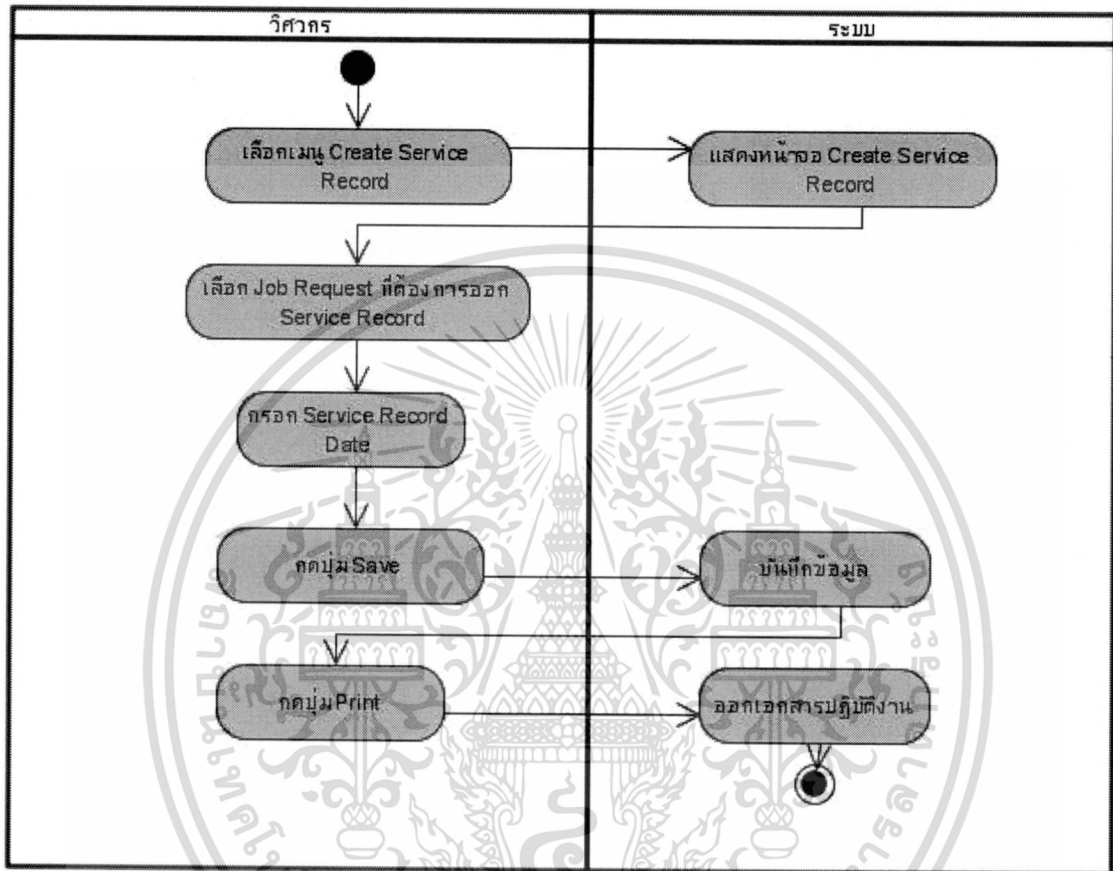 วิศวกร
ระบบ
เลือกเมนู Create Service
Record
แสดงหน้าจอ Create Service
Record
เลือก Job Request ที่ต้องการออก
Service Record
กรอก Service Record
Date
กดปุ่ม Save
บันทึกข้อมูล
กดปุ่ม Print
ออกเอกสารปฏิบัติงาน